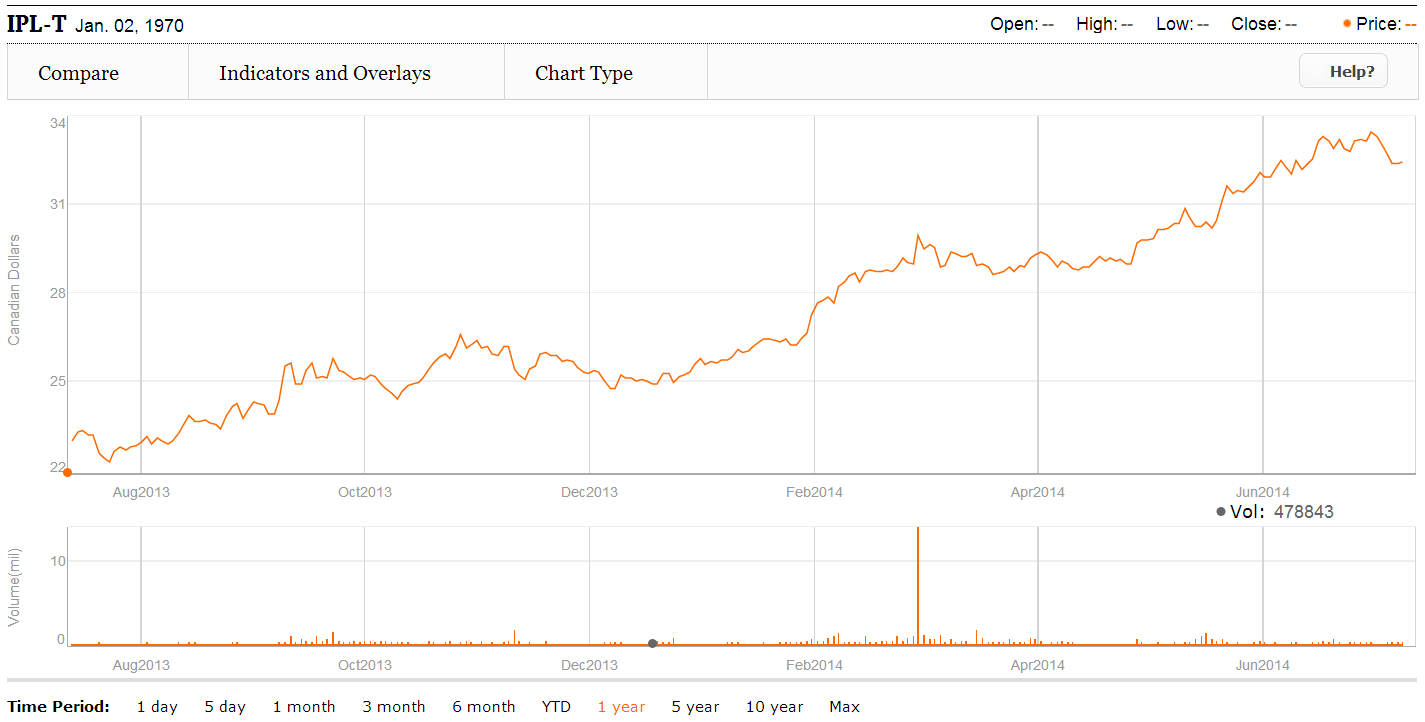 IPL-T Jan. 02, 1970 Open: -- High: -- Low: -- Close: -- Price: --
Compare Indicators and Overlays Chart Type Help?
34
31
28
25
22
Canadian Dollars
Aug2013 Oct2013 Dec2013 Feb2014 Apr2014 Jun2014
Vol: 478843
10
0
Volume(mil)
Aug2013 Oct2013 Dec2013 Feb2014 Apr2014 Jun2014
Time Period: 1 day 5 day 1 month 3 month 6 month YTD 1 year 5 year 10 year Max